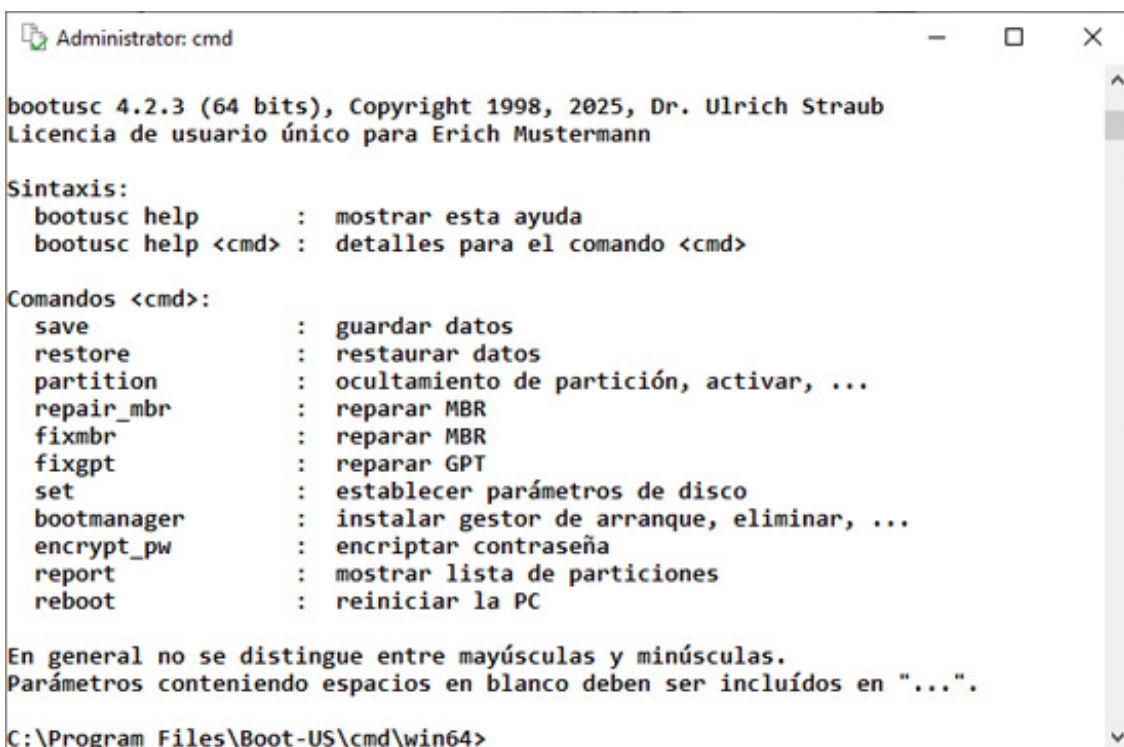 Administrator: cmd
bootusc 4.2.3 (64 bits), Copyright 1998, 2025, Dr. Ulrich Straub
Licencia de usuario único para Erich Mustermann
Sintaxis:
bootusc help : mostrar esta ayuda
bootusc help <cmd> : detalles para el comando <cmd>
Comandos <cmd>:
save : guardar datos
restore : restaurar datos
partition : ocultamiento de partición, activar, ...
repair_mbr : reparar MBR
fixmbr : reparar MBR
fixgpt : reparar GPT
set : establecer parámetros de disco
bootmanager : instalar gestor de arranque, eliminar, ...
encrypt_pw : encriptar contraseña
report : mostrar lista de particiones
reboot : reiniciar la PC
En general no se distingue entre mayúsculas y minúsculas.
Parámetros conteniendo espacios en blanco deben ser incluídos en "...".
C:\Program Files\Boot-US\cmd\win64>